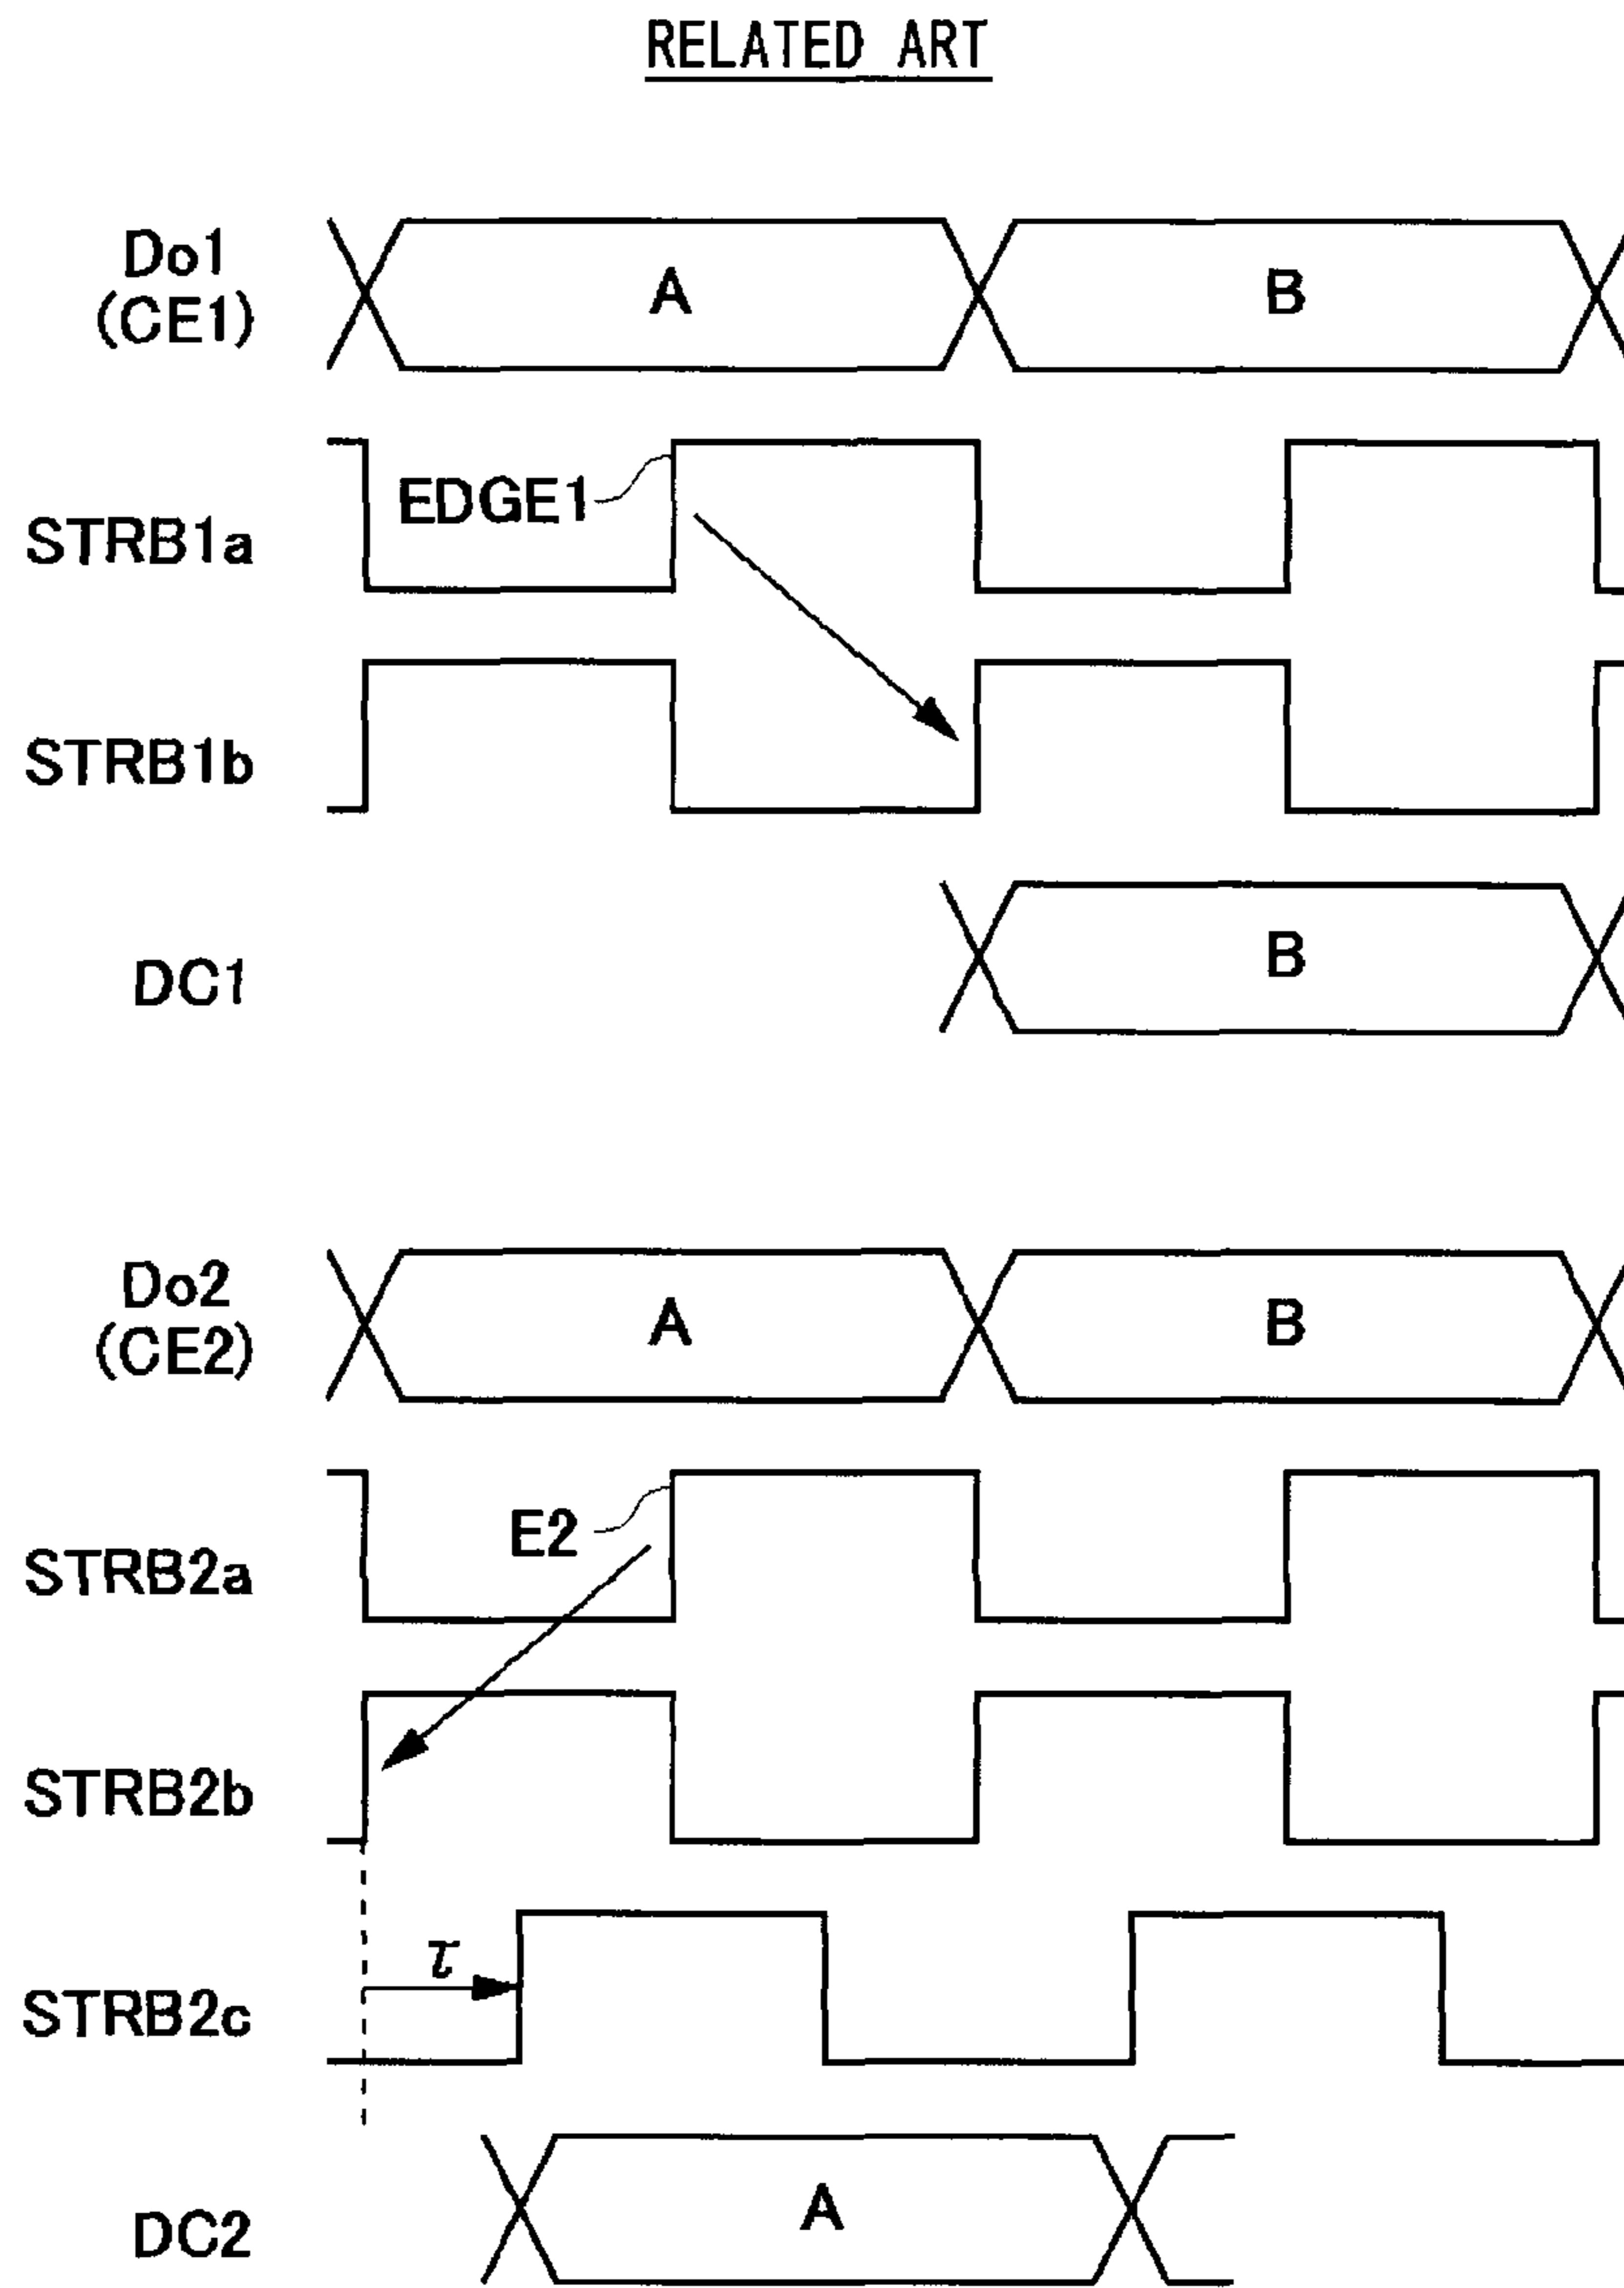 RELATED ART
Do1
(CE1)
A
B
EDGE1
STRB1a
STRB1b
DC1
B
Do2
(CE2)
A
B
E2
STRB2a
STRB2b
τ
STRB2c
DC2
A